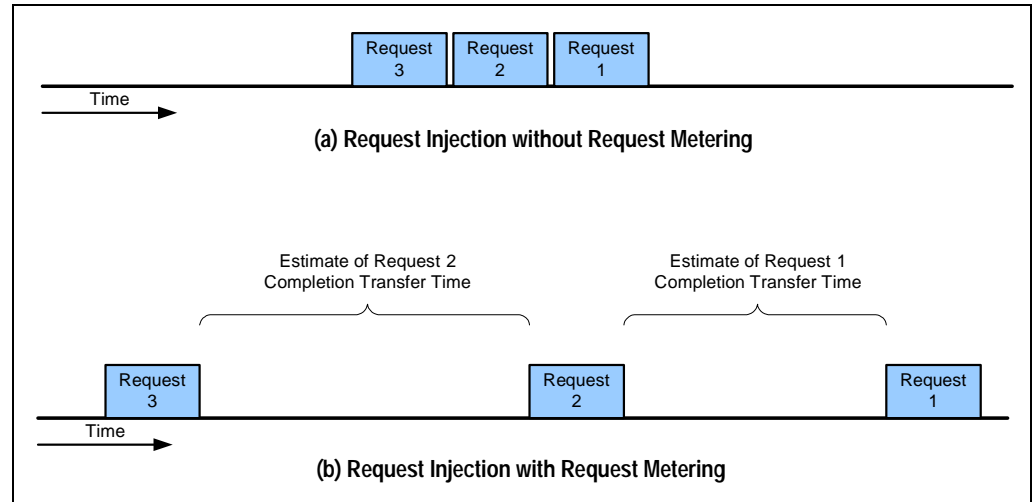 Request
3
Request
2
Request
1
Time
(a) Request Injection without Request Metering
Estimate of Request 2
Completion Transfer Time
Estimate of Request 1
Completion Transfer Time
Request
3
Request
2
Request
1
Time
(b) Request Injection with Request Metering